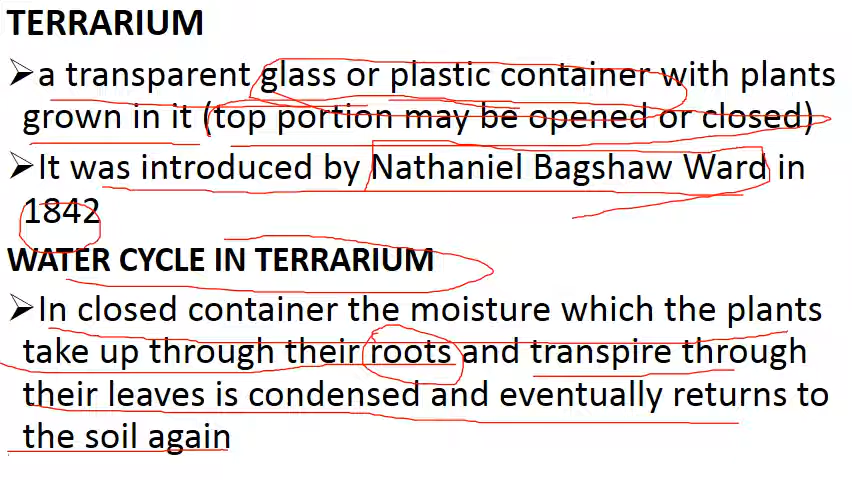 TERRARIUM
➢a transparent glass or plastic container with plants
grown in it (top portion may be opened or closed)
➢It was introduced by Nathaniel Bagshaw Ward in
1842
WATER CYCLE IN TERRARIUM
➢In closed container the moisture which the plants
take up through their roots and transpire through
their leaves is condensed and eventually returns to
the soil again